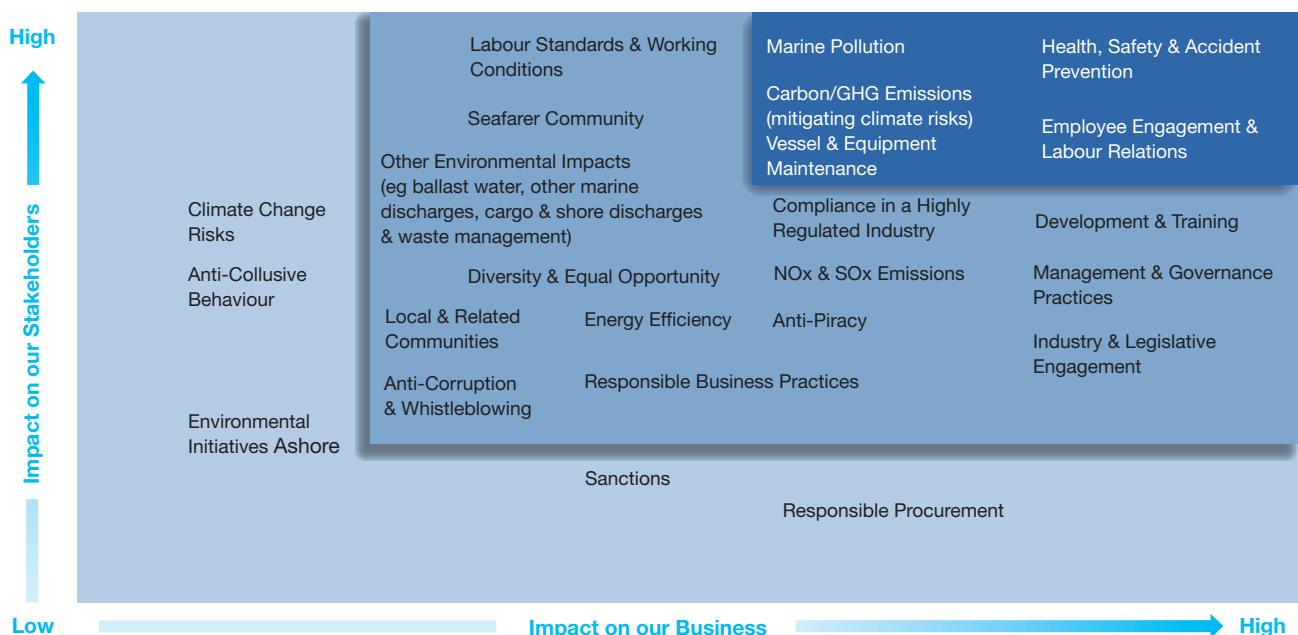 High
Impact on our Stakeholders
Low
Labour Standards & Working
Conditions
Seafarer Community
Other Environmental Impacts
(eg ballast water, other marine
discharges, cargo & shore discharges
& waste management)
Diversity & Equal Opportunity
Local & Related
Communities
Energy Efficiency
Anti-Corruption
& Whistleblowing
Responsible Business Practices
Marine Pollution
Carbon/GHG Emissions
(mitigating climate risks)
Vessel & Equipment
Maintenance
Health, Safety & Accident
Prevention
Employee Engagement &
Labour Relations
Compliance in a Highly
Regulated Industry
NOx & SOx Emissions
Anti-Piracy
Development & Training
Management & Governance
Practices
Industry & Legislative
Engagement
Climate Change
Risks
Anti-Collusive
Behaviour
Environmental
Initiatives Ashore
Sanctions
Responsible Procurement
Impact on our Business
High